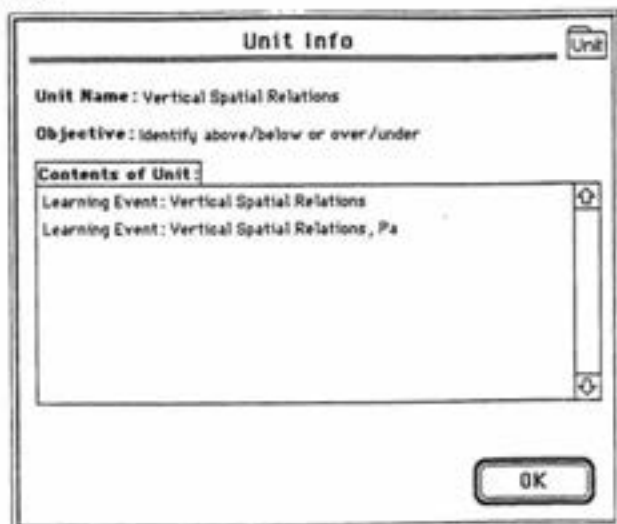 Unit Info
Unit
Unit Name: Vertical Spatial Relations
Objective: Identify above/below or over/under
Contents of Unit:
Learning Event: Vertical Spatial Relations
Learning Event: Vertical Spatial Relations, Pa
OK